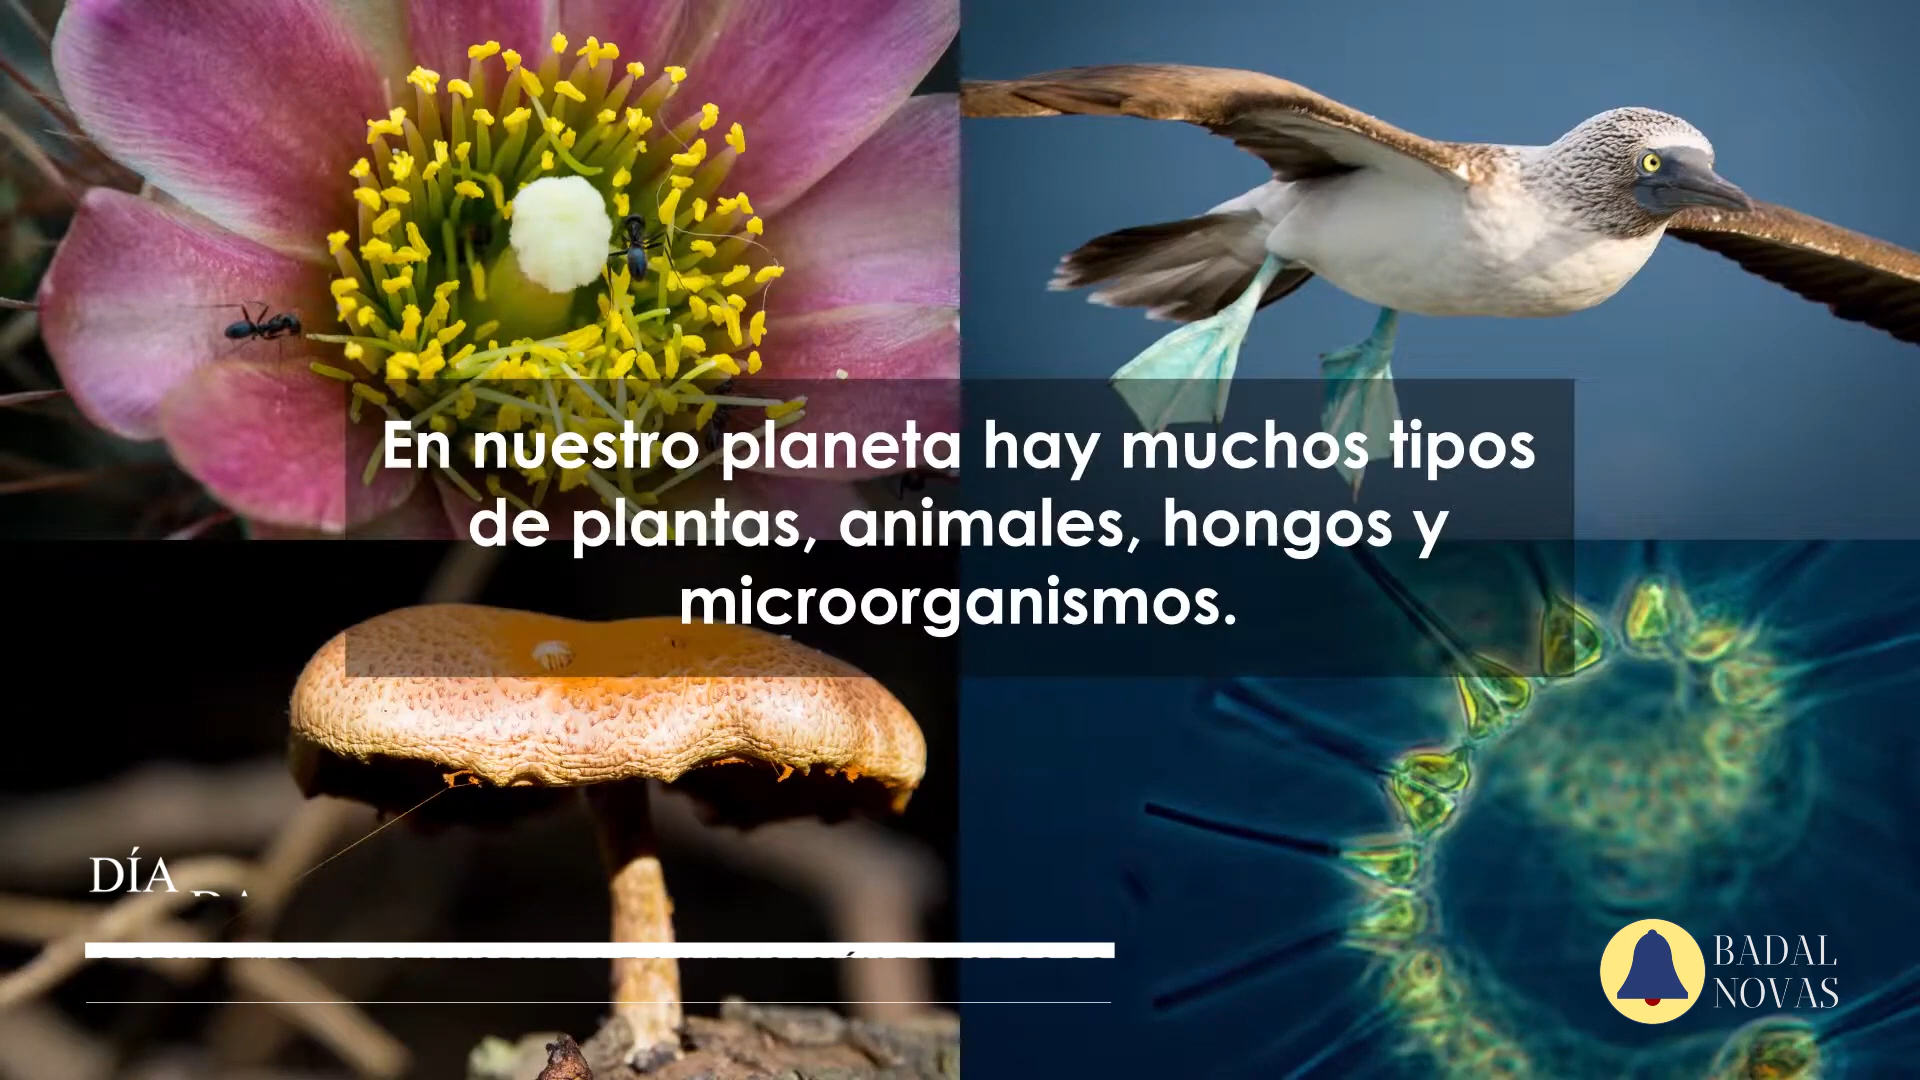 En nuestro planeta hay muchos tipos
de plantas, animales, hongos y
microorganismos.
DÍA
BADAL
NOVAS